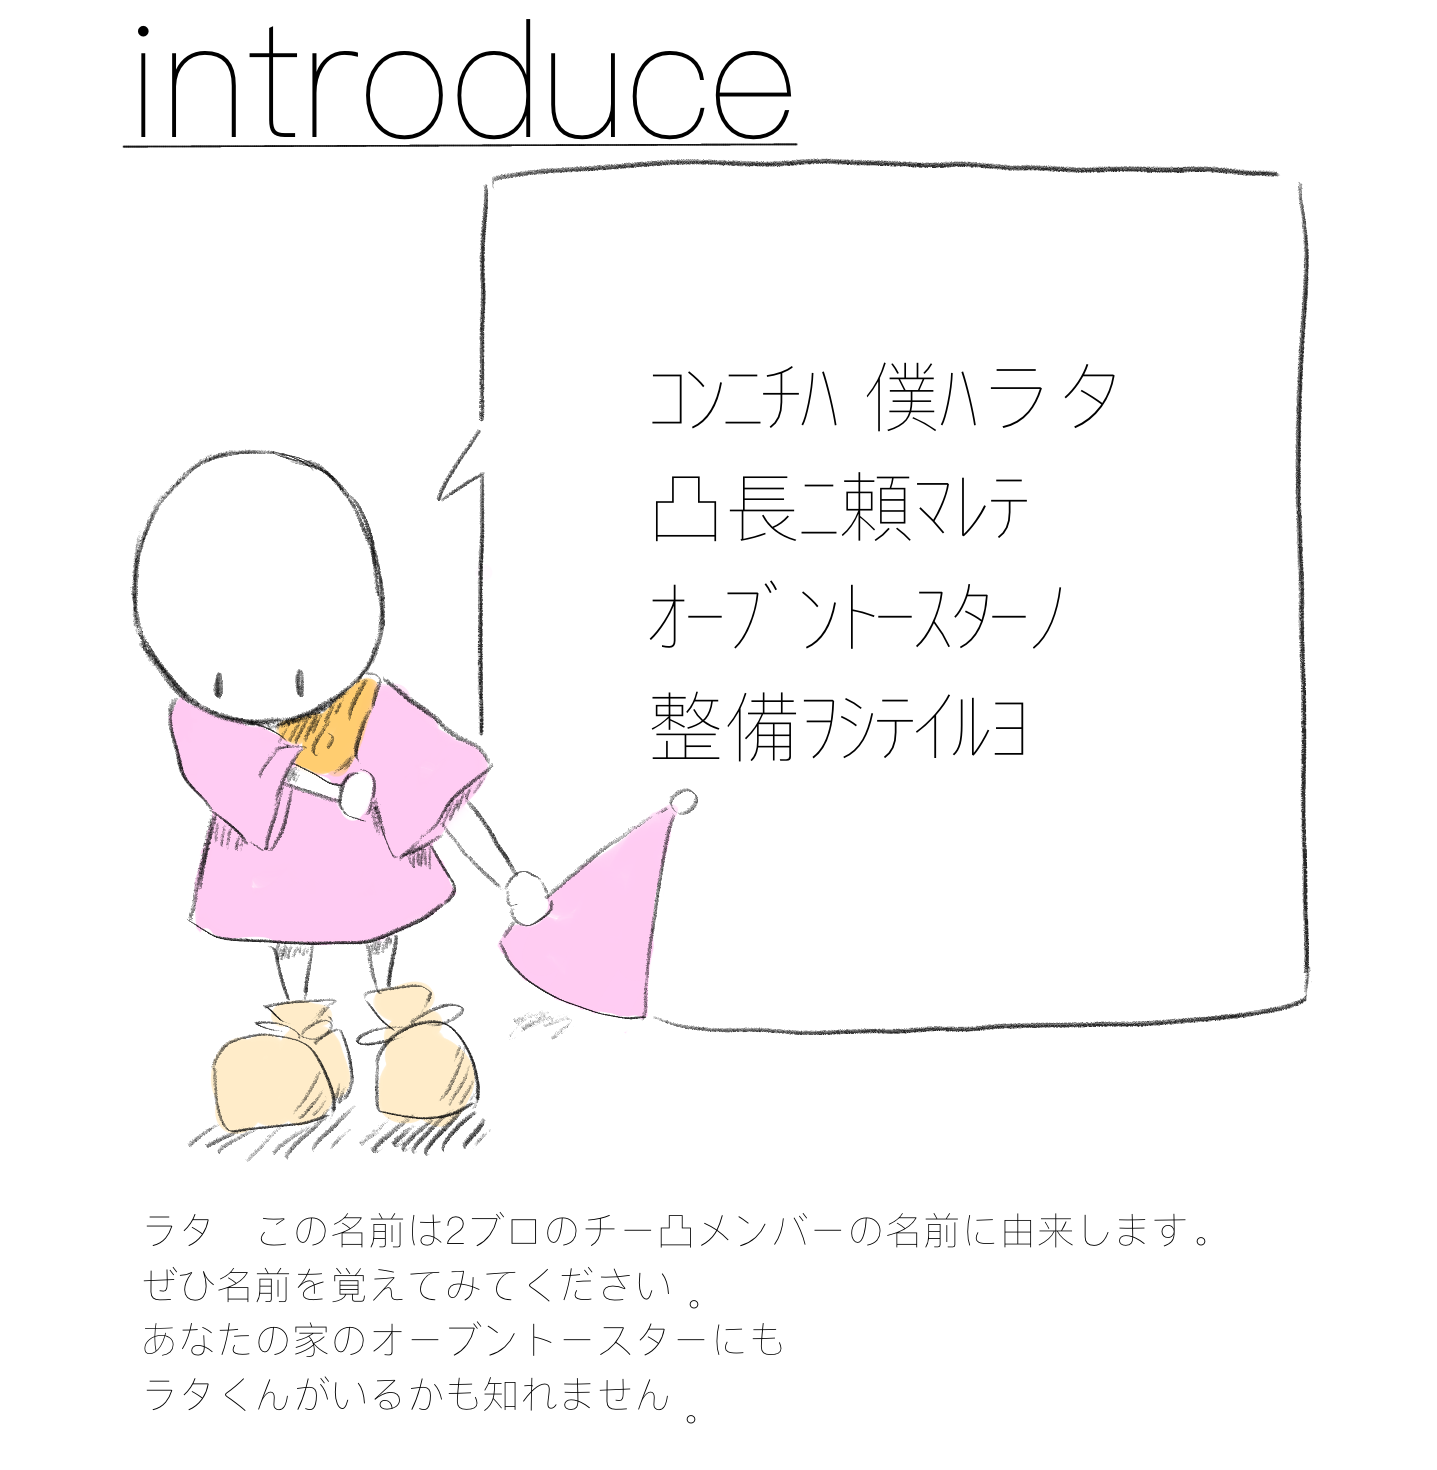 introduce
コンニチハ 僕ハラタ
凸長ニ頼マレテ
オーブントースターノ
整備ヲシテイルヨ
ラタ　この名前は2ブロのチー凸メンバーの名前に由来します。
ぜひ名前を覚えてみてください。
あなたの家のオーブントースターにも
ラタくんがいるかも知れません。